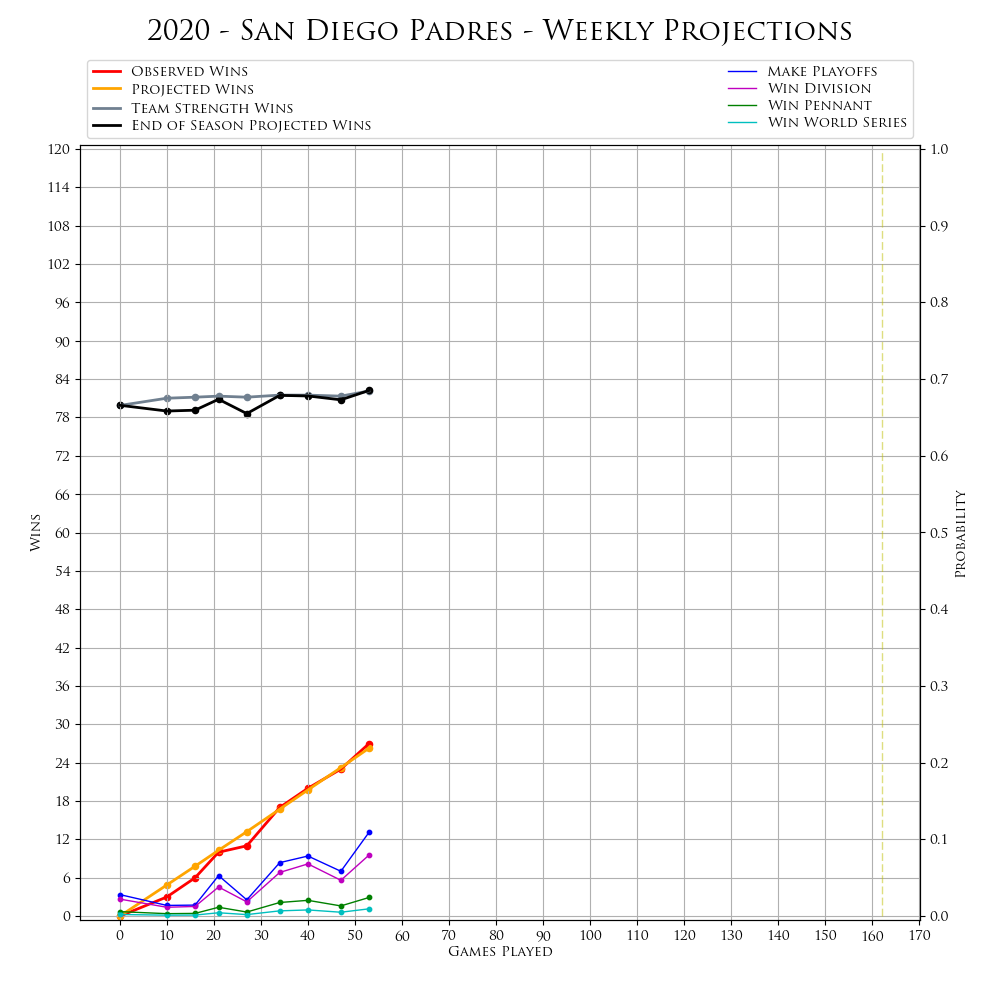 2020 - San Diego Padres - Weekly Projections
Observed Wins
Projected Wins
Team Strength Wins
End of Season Projected Wins
Make Playoffs
Win Division
Win Pennant
Win World Series
120
114
108
102
96
90
84
78
72
66
60
54
48
42
36
30
24
18
12
6
0
Wins
1.0
0.9
0.8
0.7
0.6
0.5
0.4
0.3
0.2
0.1
0.0
Probability
0 10 20 30 40 50 60 70 80 90 100 110 120 130 140 150 160 170
Games Played